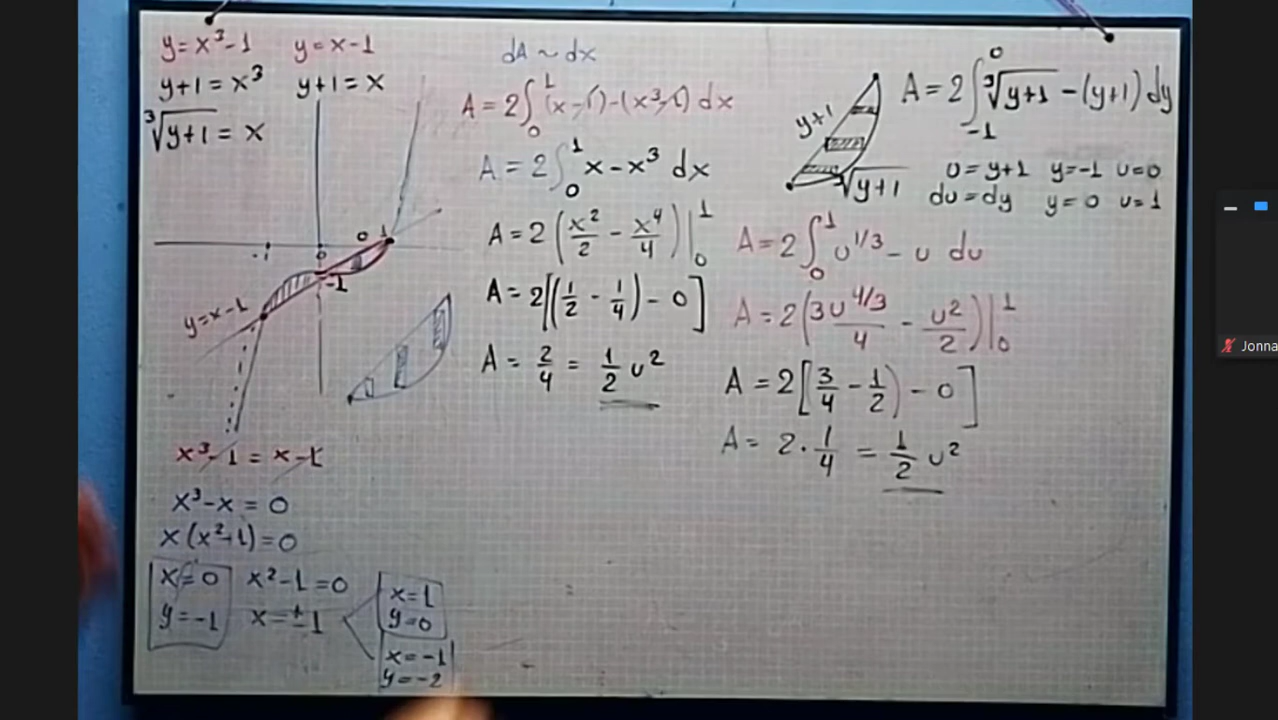 y = x³ - 1
y = x - 1
y + 1 = x³
y + 1 = x
∛(y+1) = x
-1
0
0
1
-1
y = x - 1
x³ - 1 = x - 1
x³ - x = 0
x(x² - 1) = 0
x = 0
y = -1
x² - 1 = 0
x = ± 1
x = 1
y = 0
x = -1
y = -2
dA ~ dx
A = 2 ∫₀¹ (x - 1) - (x³ - 1) dx
A = 2 ∫₀¹ x - x³ dx
A = 2 (x²/2 - x⁴/4) |₀¹
A = 2[(1/2 - 1/4) - 0]
A = 2/4 = 1/2 u²
y+1
∛(y+1)
A = 2 ∫₋₁⁰ ∛(y+1) - (y+1) dy
u = y+1 y = -1 u = 0
du = dy y = 0 u = 1
A = 2 ∫₀¹ u^(1/3) - u du
A = 2 (3u^(4/3)/4 - u²/2) |₀¹
A = 2 [3/4 - 1/2) - 0]
A = 2 · 1/4 = 1/2 u²
Jonna